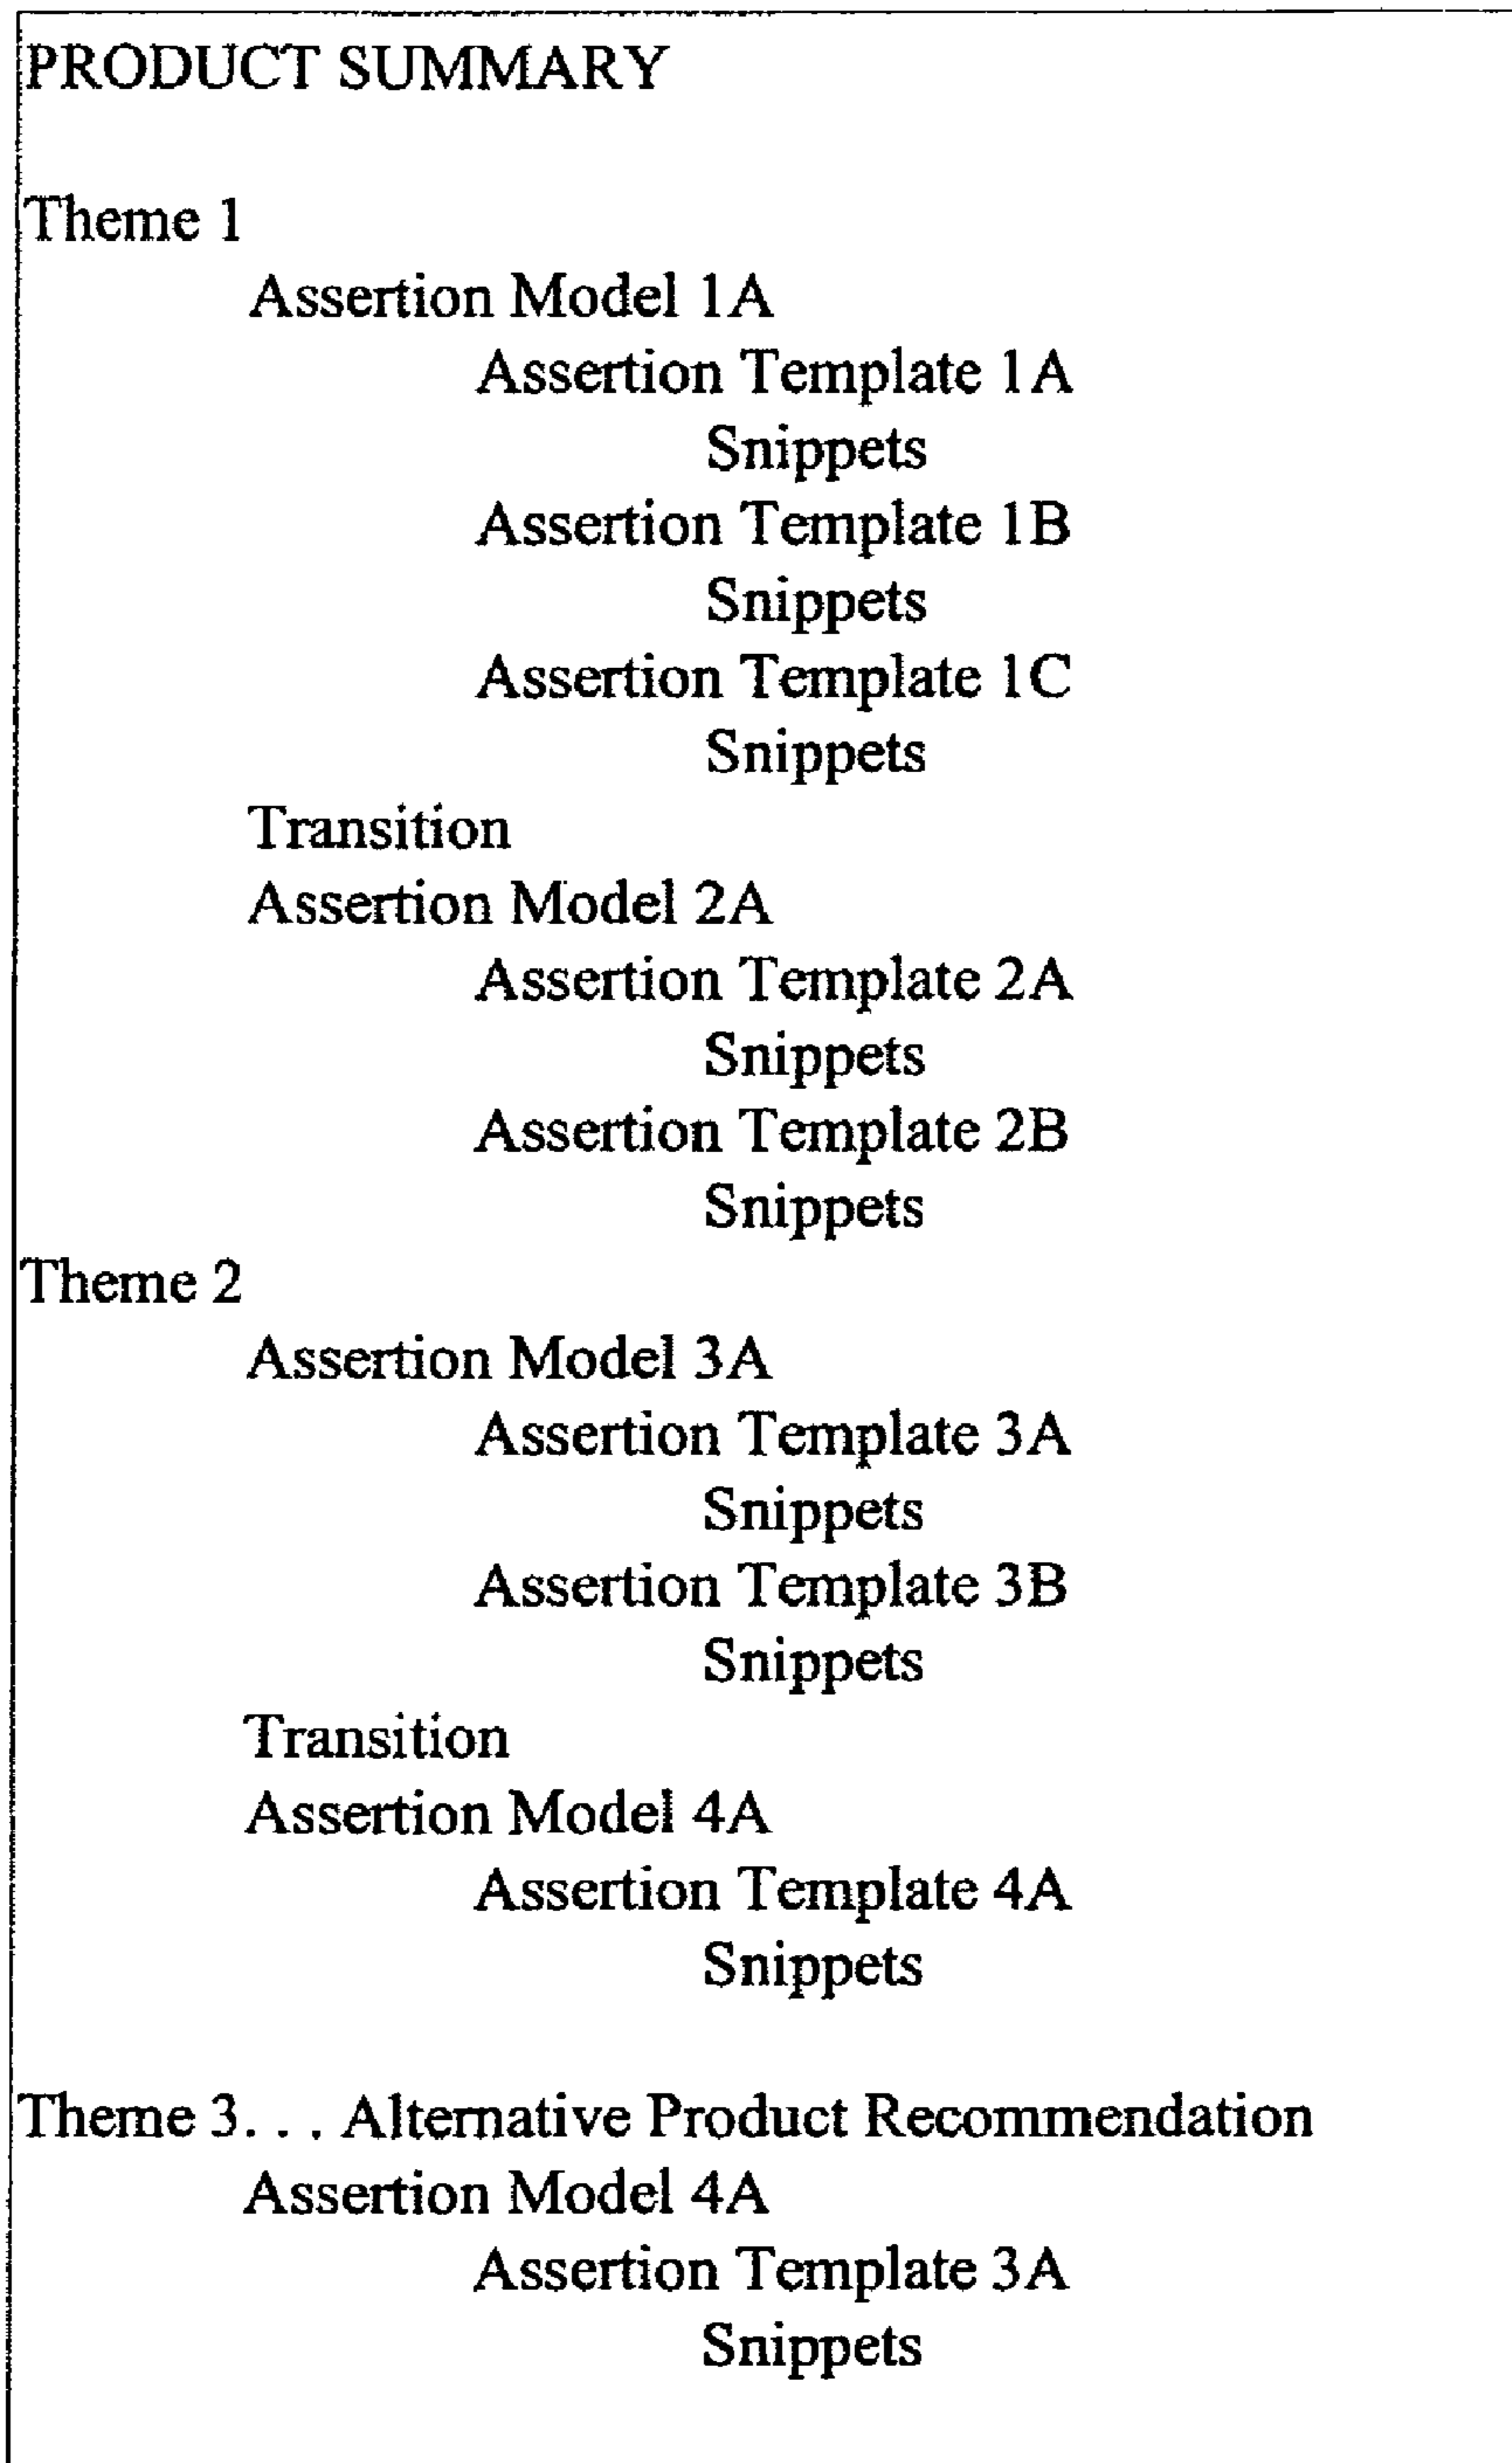 PRODUCT SUMMARY
Theme 1
Assertion Model 1A
Assertion Template 1A
Snippets
Assertion Template 1B
Snippets
Assertion Template 1C
Snippets
Transition
Assertion Model 2A
Assertion Template 2A
Snippets
Assertion Template 2B
Snippets
Theme 2
Assertion Model 3A
Assertion Template 3A
Snippets
Assertion Template 3B
Snippets
Transition
Assertion Model 4A
Assertion Template 4A
Snippets
Theme 3. . . Alternative Product Recommendation
Assertion Model 4A
Assertion Template 3A
Snippets